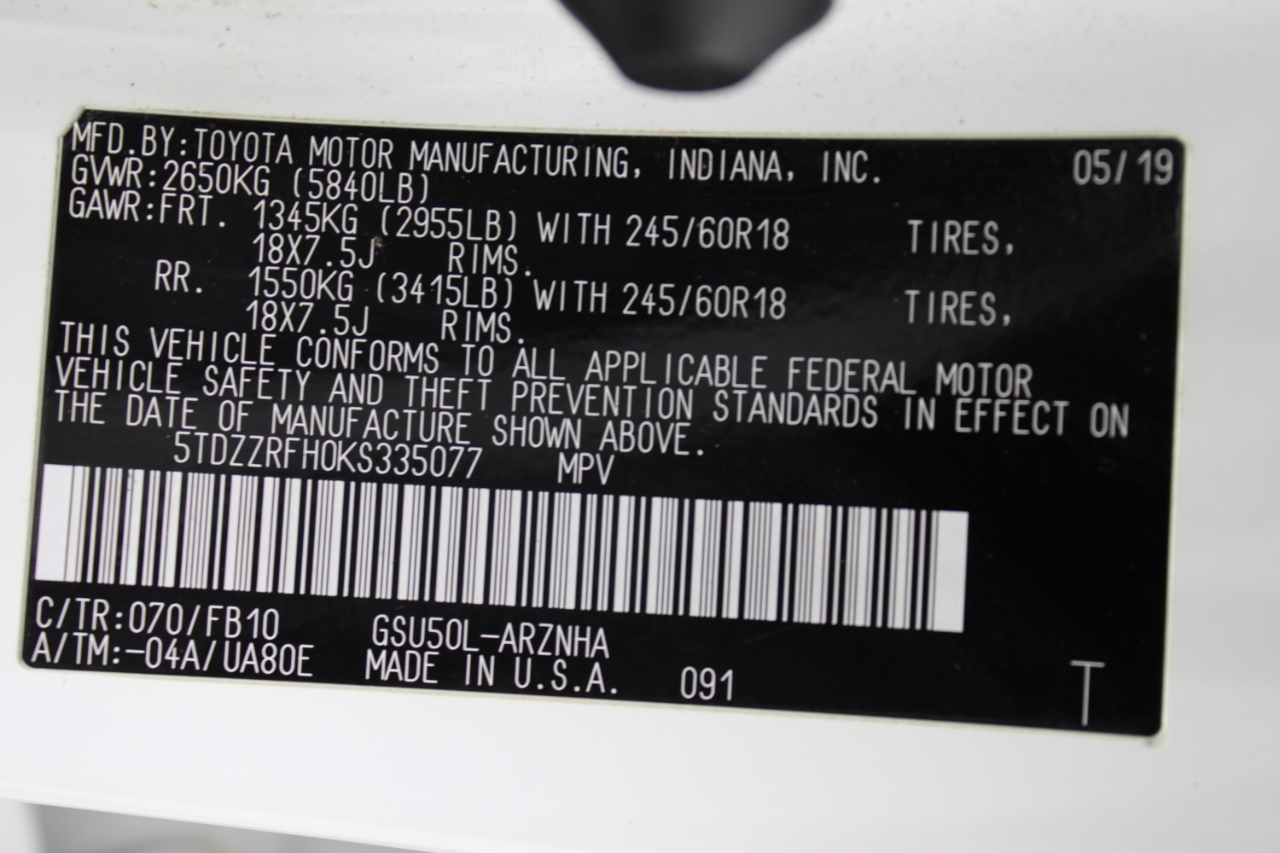 MFD.BY:TOYOTA MOTOR MANUFACTURING, INDIANA, INC. 05/19
GVWR:2650KG (5840LB)
GAWR:FRT. 1345KG (2955LB) WITH 245/60R18 TIRES,
18X7.5J RIMS.
RR. 1550KG (3415LB) WITH 245/60R18 TIRES,
18X7.5J RIMS.
THIS VEHICLE CONFORMS TO ALL APPLICABLE FEDERAL MOTOR
VEHICLE SAFETY AND THEFT PREVENTION STANDARDS IN EFFECT ON
THE DATE OF MANUFACTURE SHOWN ABOVE.
5TDZZRFH0KS335077 MPV
C/TR:070/FB10 GSU50L-ARZNHA
A/TM:-04A/UA80E MADE IN U.S.A. 091 T